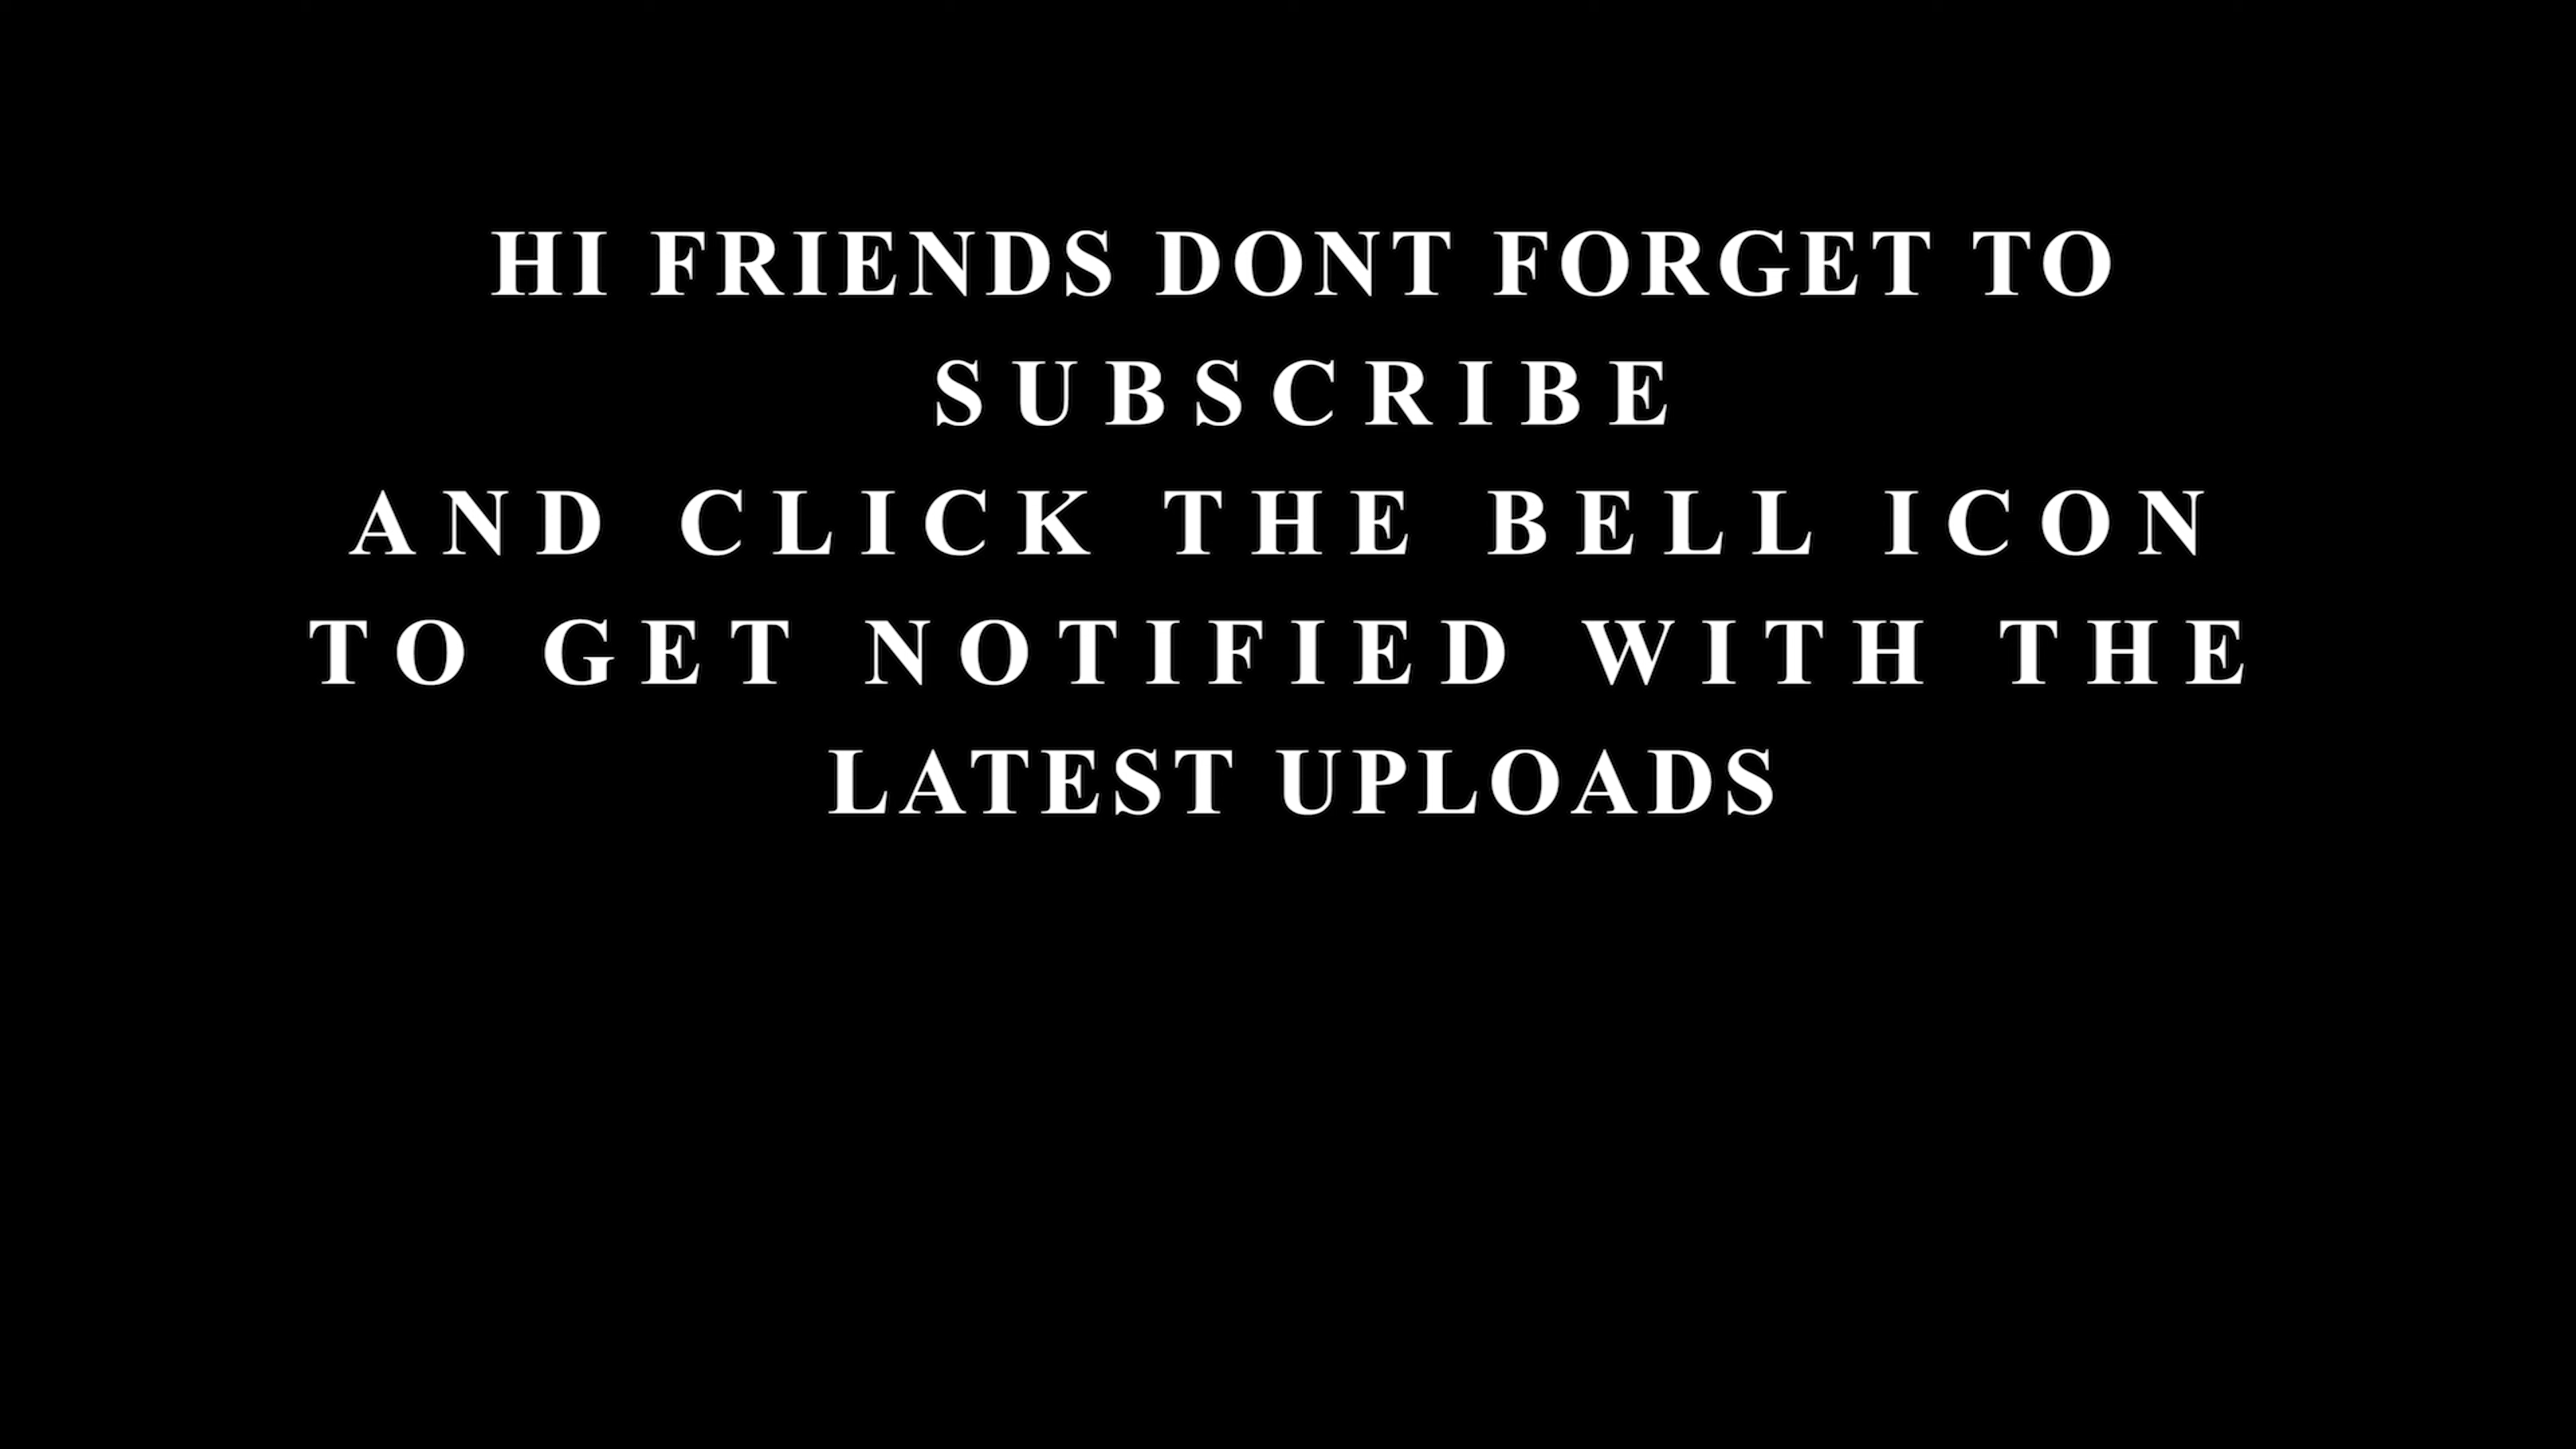 HI FRIENDS DONT FORGET TO
SUBSCRIBE
AND CLICK THE BELL ICON
TO GET NOTIFIED WITH THE
LATEST UPLOADS